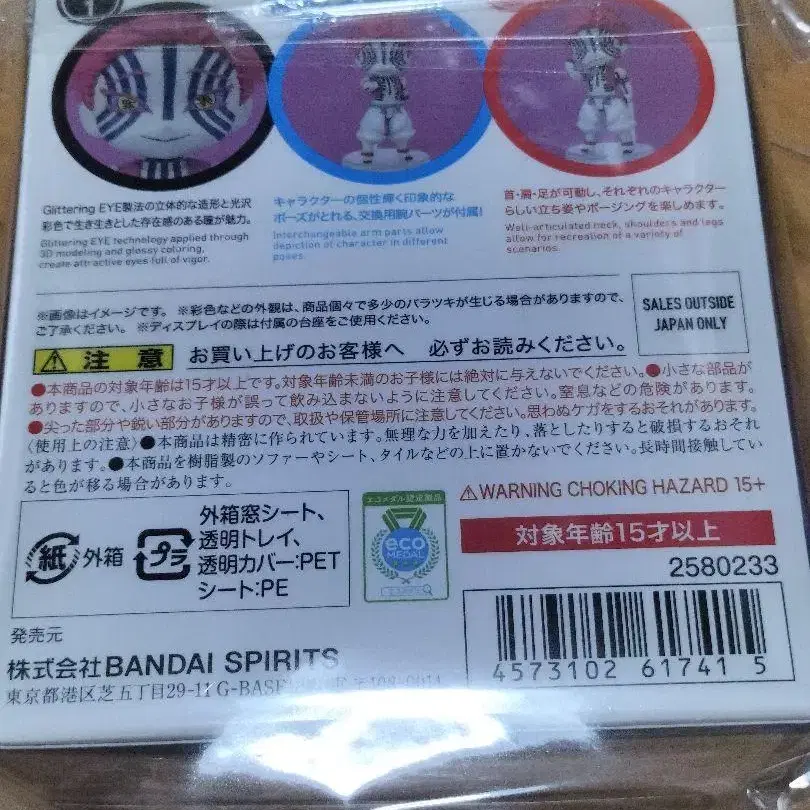 1
Glittering EYE製法の立体的な造形と光沢
彩色で生き生きとした存在感のある瞳が魅力。
Glittering EYE technology applied through
3D modeling and glossy coloring,
create attractive eyes full of vigor.
キャラクターの個性輝く印象的な
ポーズがとれる、交換用腕パーツが付属!
Interchangeable arm parts allow
depiction of character in different
poses.
首・肩・足が可動し、それぞれのキャラクター
らしい立ち姿やポージングを楽しめます。
Well-articulated neck, shoulders and legs
allow for recreation of a variety of
scenarios.
※画像はイメージです。 ※彩色などの外観は、商品個々で多少のバラツキが生じる場合がありますので、
ご了承ください。 ※ディスプレイの際は付属の台座をご使用ください。
SALES OUTSIDE
JAPAN ONLY
注意 お買い上げのお客様へ 必ずお読みください。
●本商品の対象年齢は15才以上です。対象年齢未満のお子様には絶対に与えないでください。●小さな部品が
ありますので、小さなお子様が誤って飲み込まないように注意してください。窒息などの危険があります。
●尖った部分や鋭い部分がありますので、取扱や保管場所に注意してください。思わぬケガをするおそれがあります。
〈使用上の注意〉●本商品は精密に作られています。無理な力を加えたり、落としたりすると破損するおそれ
があります。●本商品を樹脂製のソファーやシート、タイルなどの上に置かないでください。長時間接触してい
ると色が移る場合があります。
紙 外箱
プラ
外箱窓シート、
透明トレイ、
透明カバー:PET
シート:PE
エコメダル認定製品
eco
MEDAL
⚠WARNING CHOKING HAZARD 15+
対象年齢15才以上
2580233
4573102 61741 5
発売元
株式会社BANDAI SPIRITS
東京都港区芝五丁目29-11 G-BASE